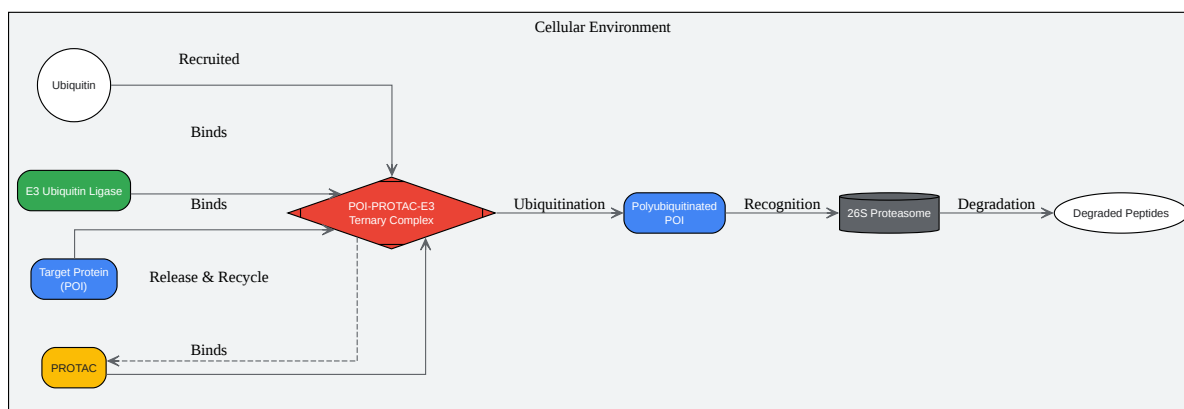 Cellular Environment
Recruited
Ubiquitin
Binds
E3 Ubiquitin Ligase
Binds
POI-PROTAC-E3
Ternary Complex
Ubiquitination
Polyubiquitinated
POI
Recognition
26S Proteasome
Degradation
Degraded Peptides
Target Protein
(POI)
Release & Recycle
Binds
PROTAC